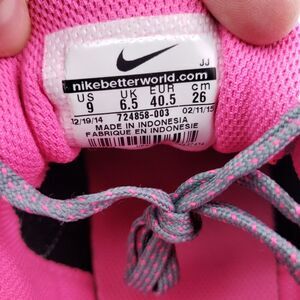 JJ
nikebetterworld.com
US UK EUR cm
9 6.5 40.5 26
12/19/14 724858-003 02/11/15
MADE IN INDONESIA
FABRIQUE EN INDONESIE